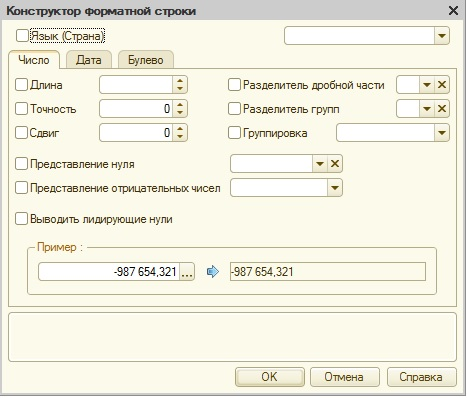 Конструктор форматной строки
Язык (Страна)
Число Дата Булево
Длина Разделитель дробной части
Точность 0 Разделитель групп
Сдвиг 0 Группировка
Представление нуля
Представление отрицательных чисел
Выводить лидирующие нули
Пример :
-987 654,321 ... -987 654,321
OK Отмена Справка